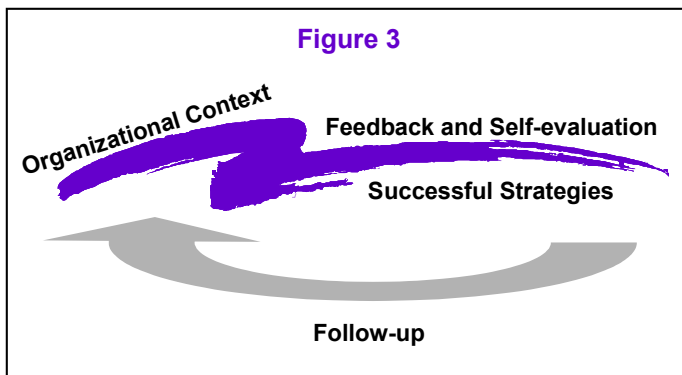 Figure 3
Organizational Context
Feedback and Self-evaluation
Successful Strategies
Follow-up